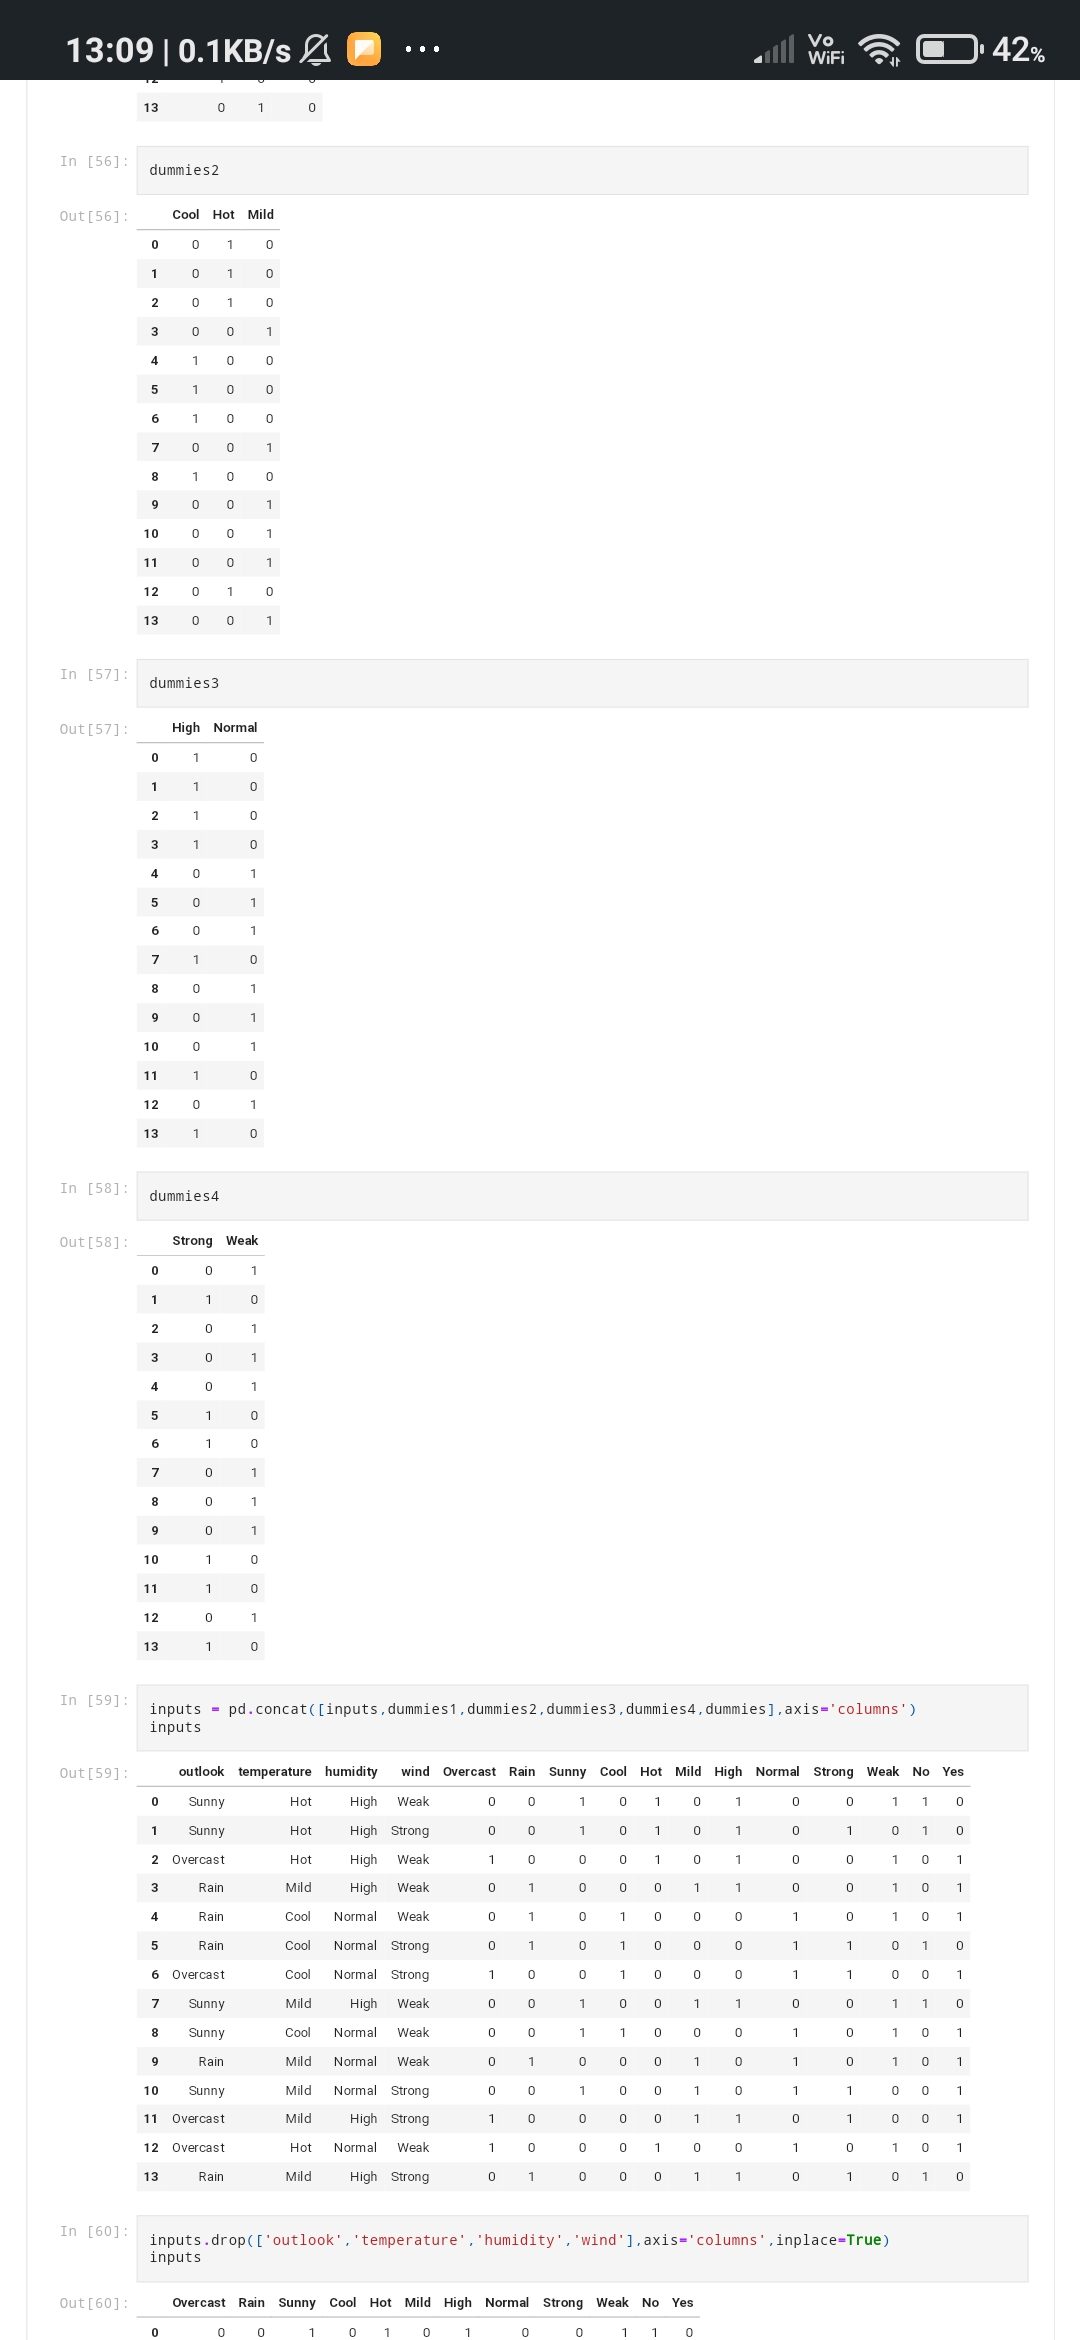 13:09 | 0.1KB/s Vo WiFi 42%
13 0 1 0
In [56]: dummies2
Out[56]: Cool Hot Mild
0 0 1 0
1 0 1 0
2 0 1 0
3 0 0 1
4 1 0 0
5 1 0 0
6 1 0 0
7 0 0 1
8 1 0 0
9 0 0 1
10 0 0 1
11 0 0 1
12 0 1 0
13 0 0 1
In [57]: dummies3
Out[57]: High Normal
0 1 0
1 1 0
2 1 0
3 1 0
4 0 1
5 0 1
6 0 1
7 1 0
8 0 1
9 0 1
10 0 1
11 1 0
12 0 1
13 1 0
In [58]: dummies4
Out[58]: Strong Weak
0 0 1
1 1 0
2 0 1
3 0 1
4 0 1
5 1 0
6 1 0
7 0 1
8 0 1
9 0 1
10 1 0
11 1 0
12 0 1
13 1 0
In [59]: inputs = pd.concat([inputs,dummies1,dummies2,dummies3,dummies4,dummies],axis='columns')
inputs
Out[59]: outlook temperature humidity wind Overcast Rain Sunny Cool Hot Mild High Normal Strong Weak No Yes
0 Sunny Hot High Weak 0 0 1 0 1 0 1 0 0 1 1 0
1 Sunny Hot High Strong 0 0 1 0 1 0 1 0 1 0 1 0
2 Overcast Hot High Weak 1 0 0 0 1 0 1 0 0 1 0 1
3 Rain Mild High Weak 0 1 0 0 0 1 1 0 0 1 0 1
4 Rain Cool Normal Weak 0 1 0 1 0 0 0 1 0 1 0 1
5 Rain Cool Normal Strong 0 1 0 1 0 0 0 1 1 0 1 0
6 Overcast Cool Normal Strong 1 0 0 1 0 0 0 1 1 0 0 1
7 Sunny Mild High Weak 0 0 1 0 0 1 1 0 0 1 1 0
8 Sunny Cool Normal Weak 0 0 1 1 0 0 0 1 0 1 0 1
9 Rain Mild Normal Weak 0 1 0 0 0 1 0 1 0 1 0 1
10 Sunny Mild Normal Strong 0 0 1 0 0 1 0 1 1 0 0 1
11 Overcast Mild High Strong 1 0 0 0 0 1 1 0 1 0 0 1
12 Overcast Hot Normal Weak 1 0 0 0 1 0 0 1 0 1 0 1
13 Rain Mild High Strong 0 1 0 0 0 1 1 0 1 0 1 0
In [60]: inputs.drop(['outlook','temperature','humidity','wind'],axis='columns',inplace=True)
inputs
Out[60]: Overcast Rain Sunny Cool Hot Mild High Normal Strong Weak No Yes
0 0 0 1 0 1 0 1 0 0 1 1 0